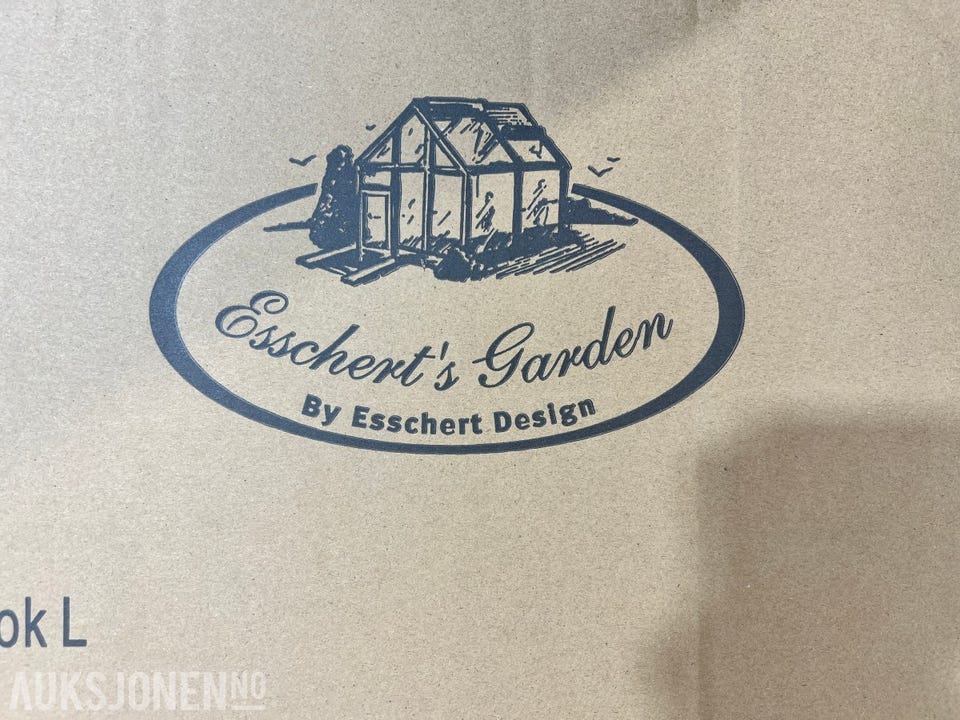 Esschert's Garden
By Esschert Design
ok L
AUKSJONEN.NO